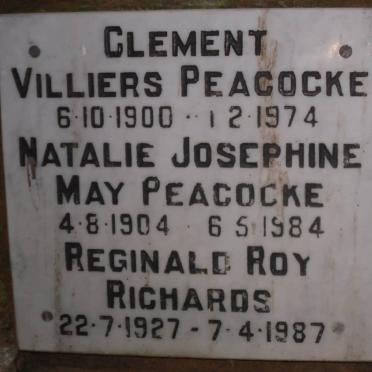 CLEMENT
VILLIERS PEACOCKE
6·10·1900 · 1 2·1974
NATALIE JOSEPHINE
MAY PEACOCKE
4·8·1904 6 5 1984
REGINALD ROY
RICHARDS
22·7·1927 - 7·4·1987